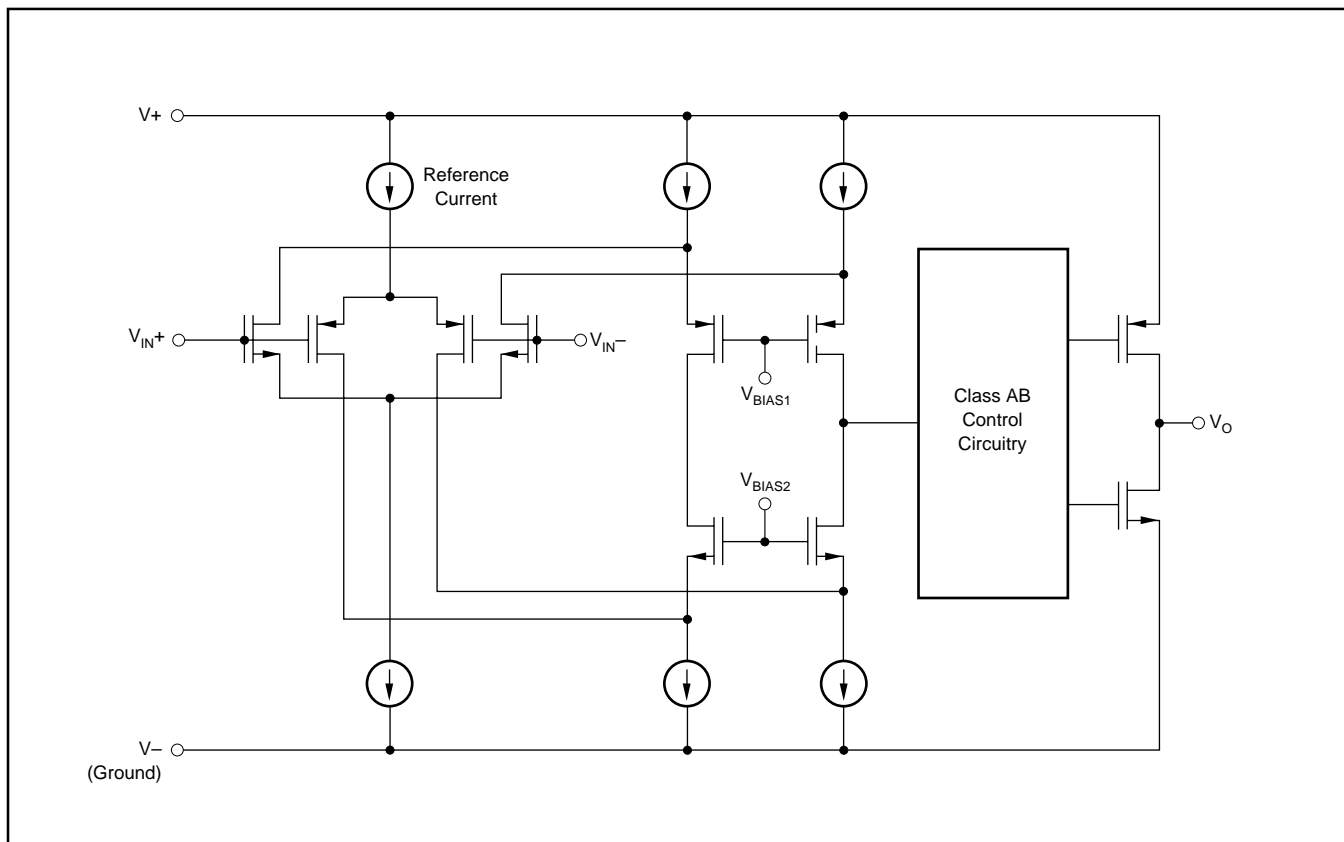 V+
Reference
Current
V_IN+
V_IN–
V_BIAS1
V_BIAS2
Class AB
Control
Circuitry
V_O
V–
(Ground)